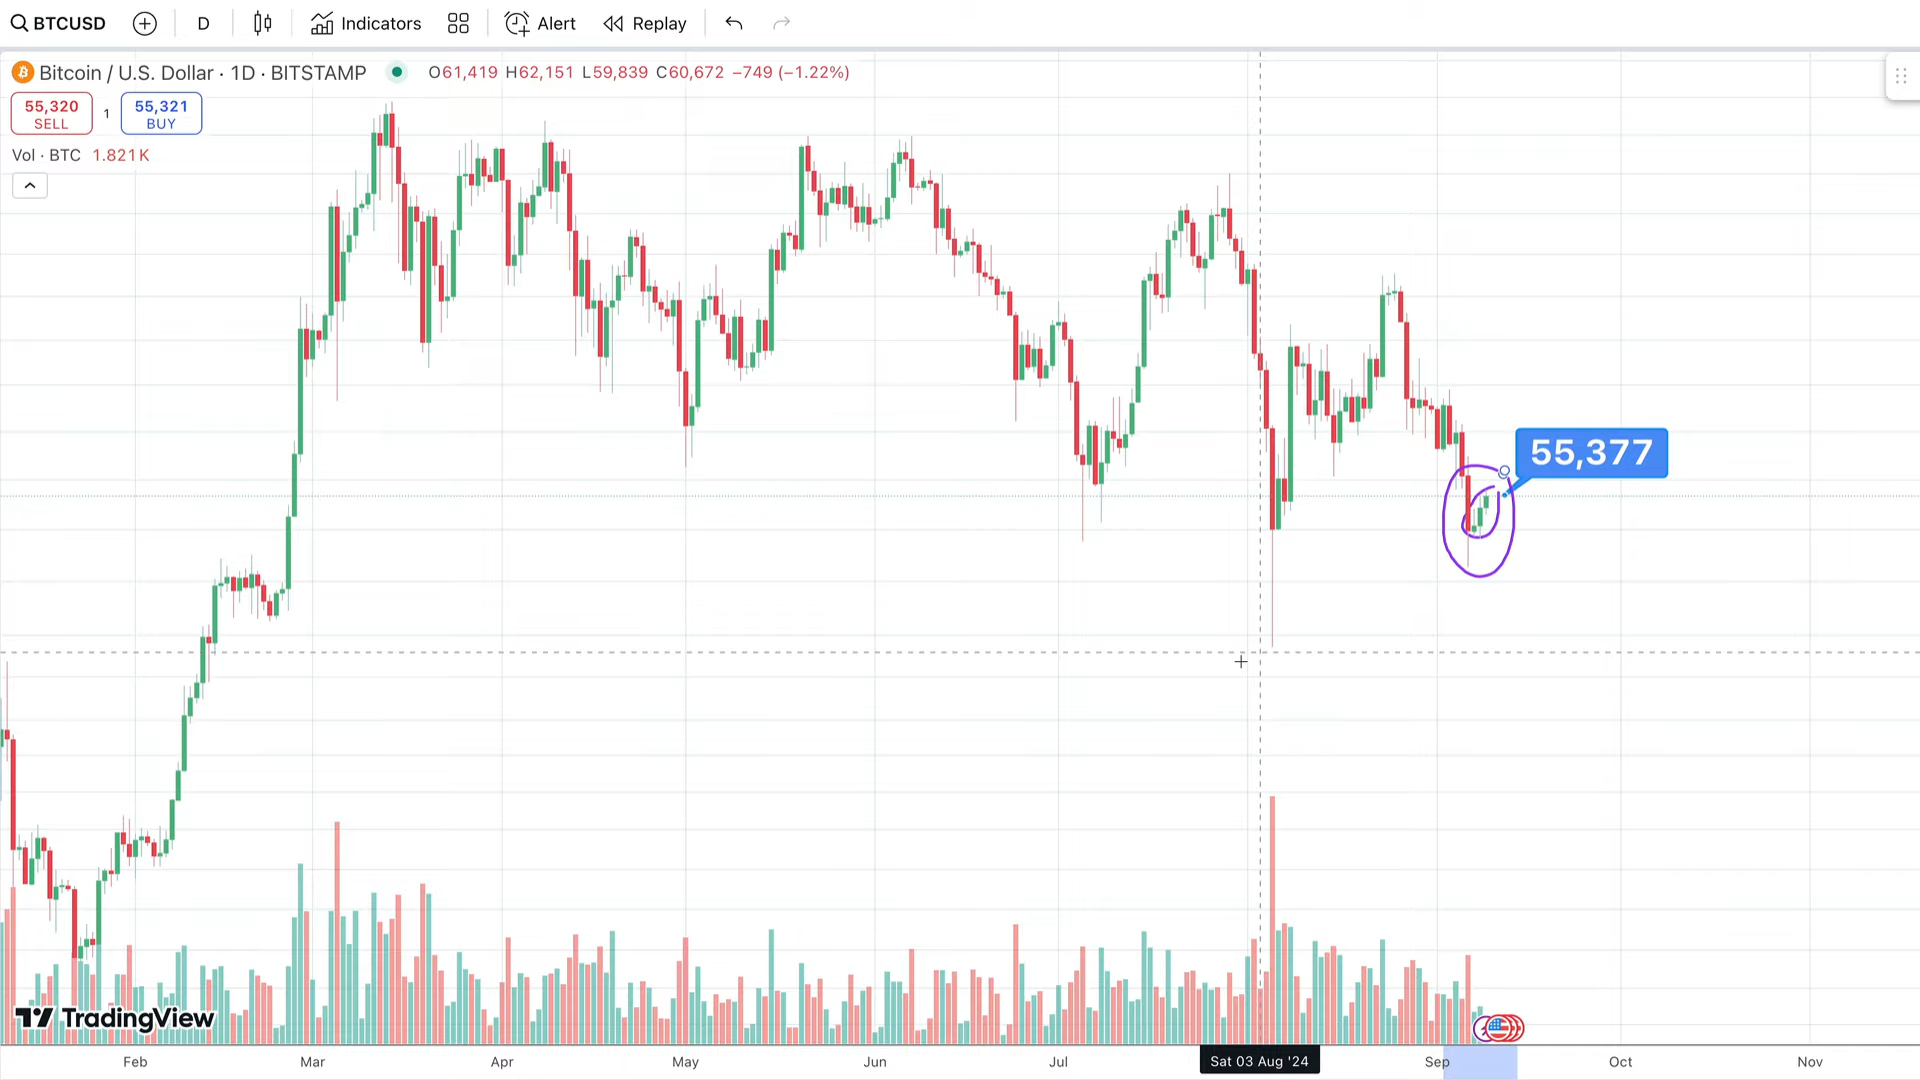 BTCUSD D Indicators Alert Replay
Bitcoin / U.S. Dollar · 1D · BITSTAMP O61,419 H62,151 L59,839 C60,672 −749 (−1.22%)
55,320 1 55,321
SELL BUY
Vol · BTC 1.821K
55,377
TradingView
Feb Mar Apr May Jun Jul Sat 03 Aug '24 Sep Oct Nov